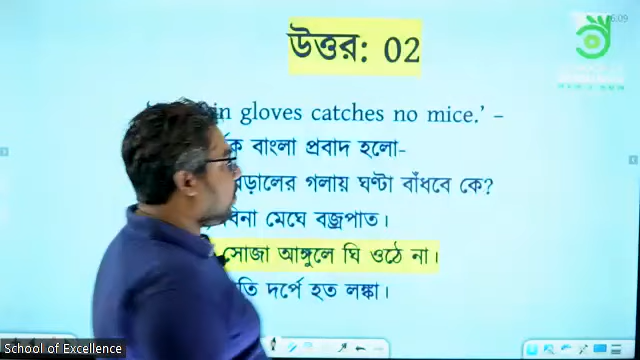 উত্তর: 02
in gloves catches no mice.’ –
বাংলা প্রবাদ হলো-
গলায় ঘণ্টা বাঁধবে কে?
মেঘে বজ্রপাত।
সোজা আঙ্গুলে ঘি ওঠে না।
দর্পে হত লঙ্কা।
School of Excellence